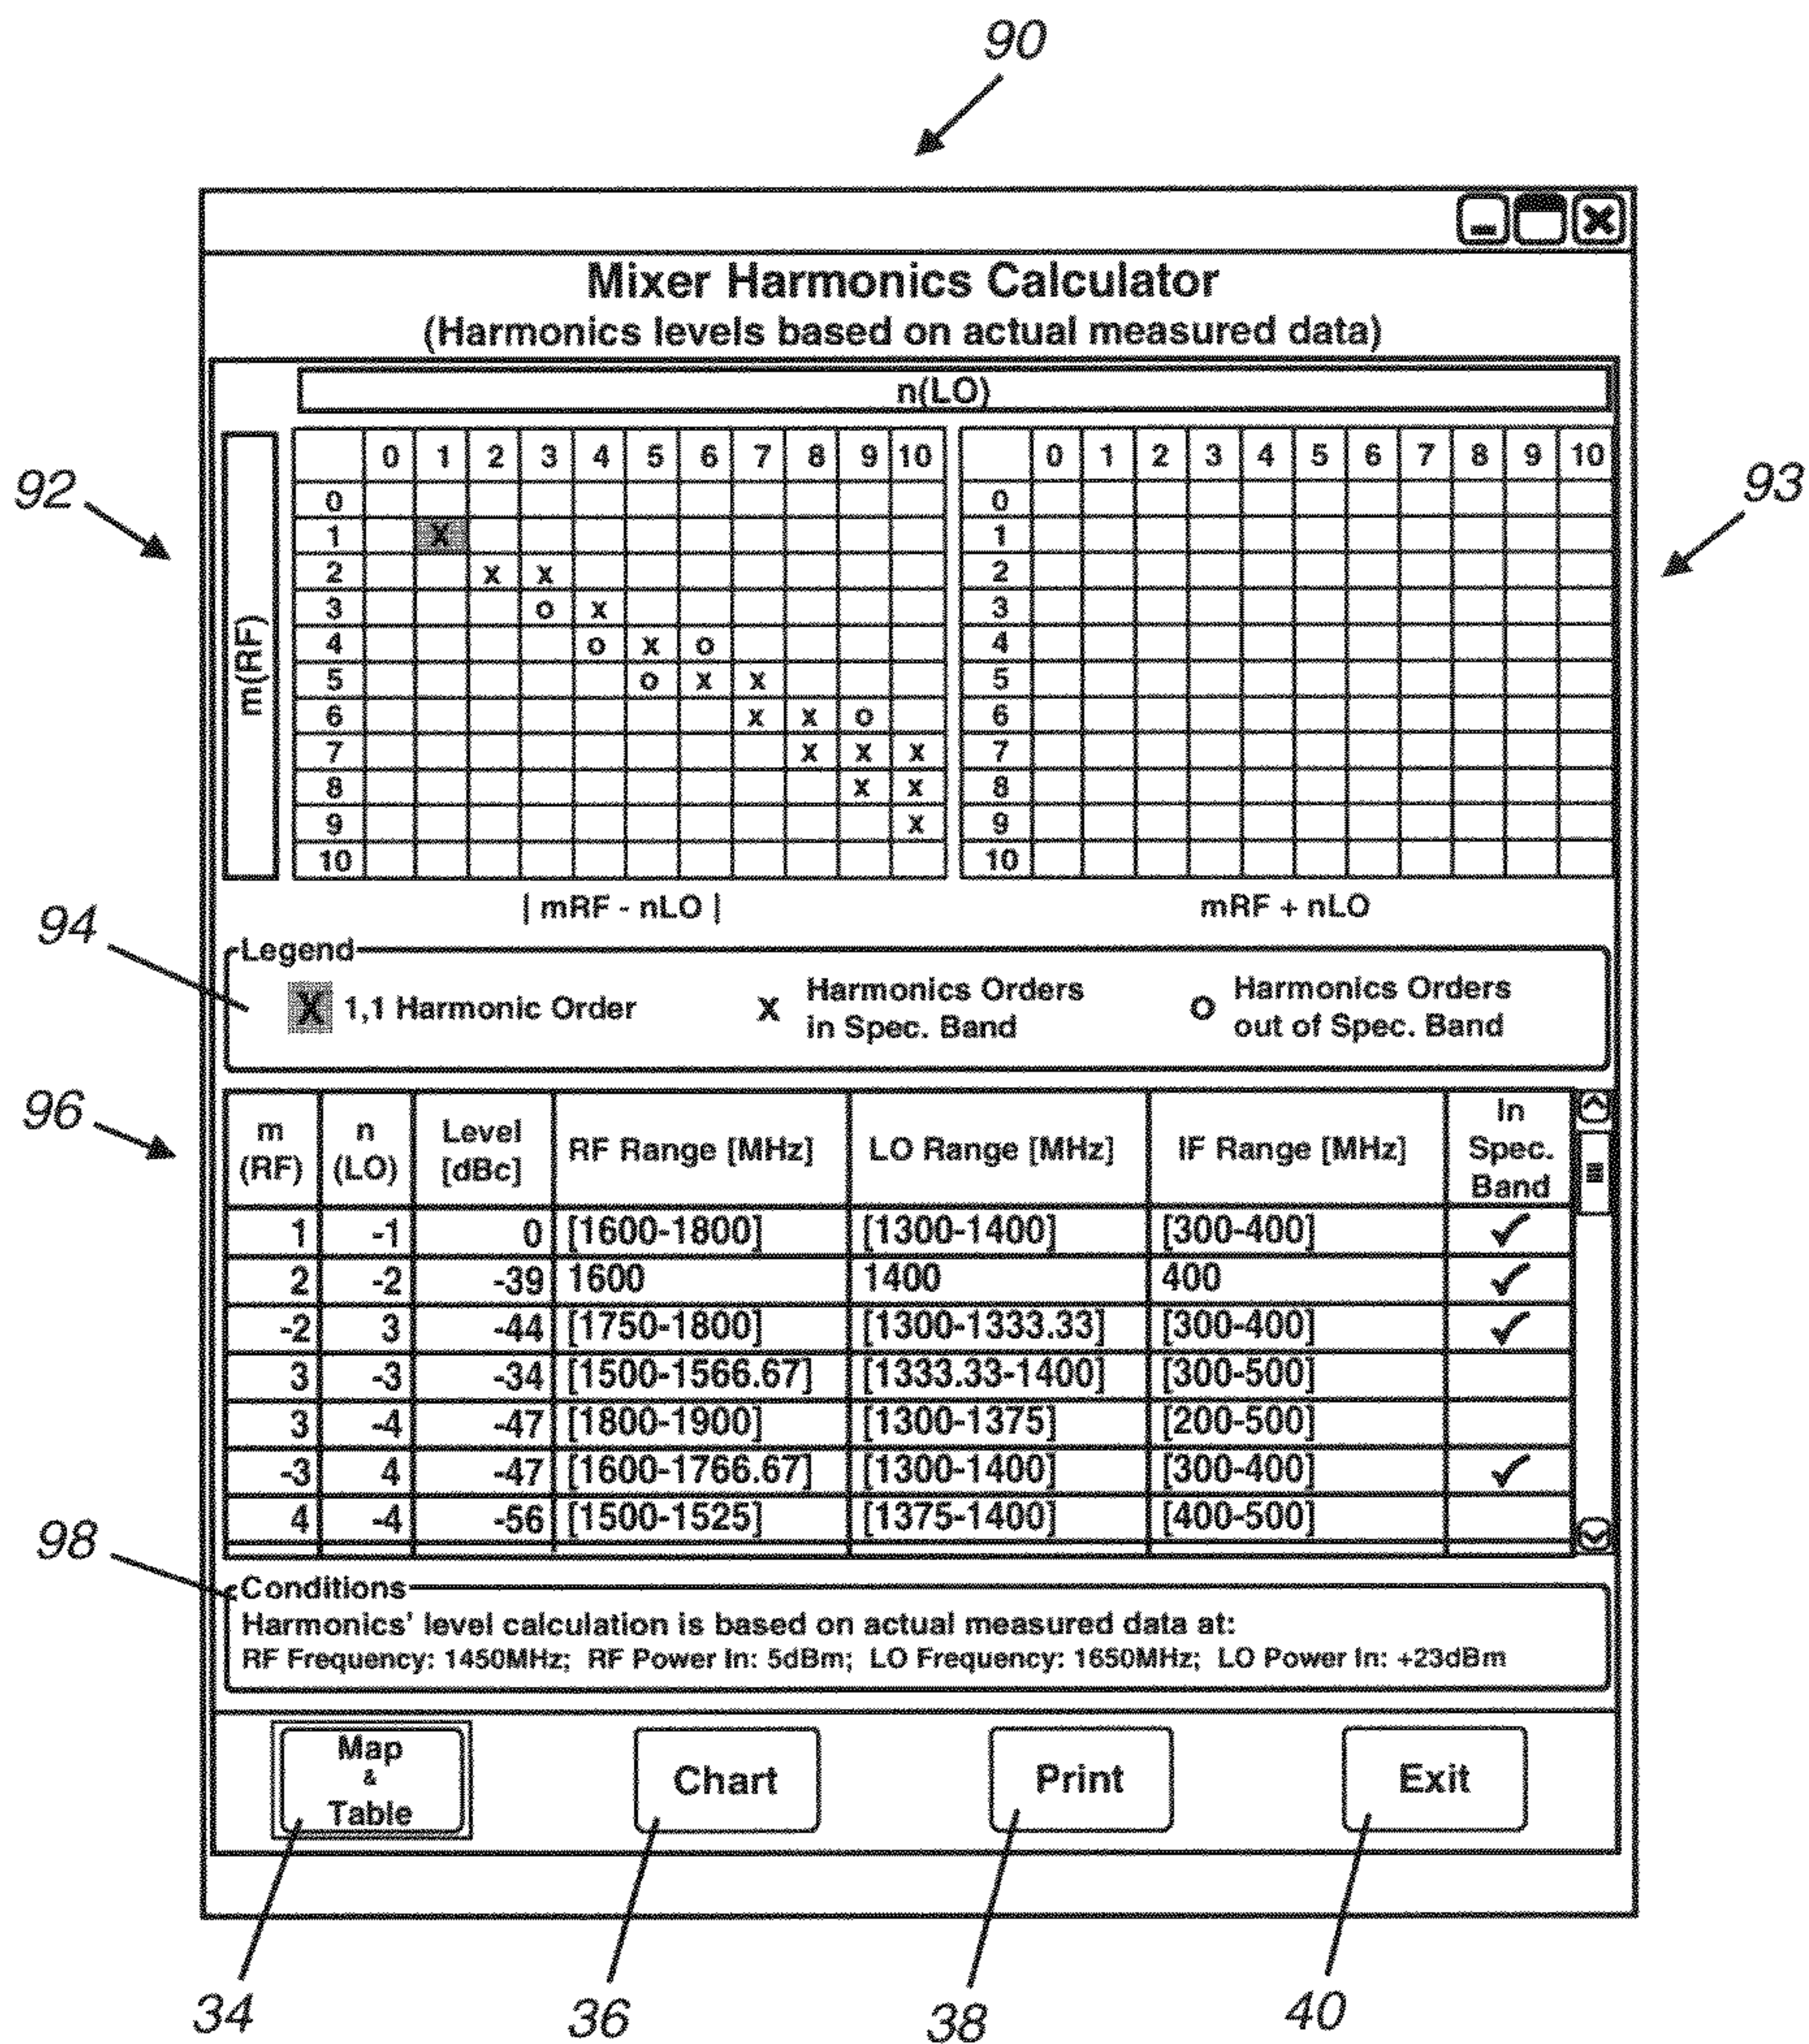 90
Mixer Harmonics Calculator
(Harmonics levels based on actual measured data)
n(LO)
92
93
m(RF)
0 1 2 3 4 5 6 7 8 9 10
0
1 X
2 x x
3 o x
4 o x o
5 o x x
6 x x o
7 x x x
8 x x
9 x
10
0 1 2 3 4 5 6 7 8 9 10
0
1
2
3
4
5
6
7
8
9
10
| mRF - nLO |
mRF + nLO
94
Legend
X 1,1 Harmonic Order
x Harmonics Orders
in Spec. Band
o Harmonics Orders
out of Spec. Band
96
m
(RF)
n
(LO)
Level
[dBc]
RF Range [MHz]
LO Range [MHz]
IF Range [MHz]
In
Spec.
Band
1 -1 0 [1600-1800] [1300-1400] [300-400] ✓
2 -2 -39 1600 1400 400 ✓
-2 3 -44 [1750-1800] [1300-1333.33] [300-400] ✓
3 -3 -34 [1500-1566.67] [1333.33-1400] [300-500]
3 -4 -47 [1800-1900] [1300-1375] [200-500]
-3 4 -47 [1600-1766.67] [1300-1400] [300-400] ✓
4 -4 -56 [1500-1525] [1375-1400] [400-500]
98
Conditions
Harmonics' level calculation is based on actual measured data at:
RF Frequency: 1450MHz; RF Power In: 5dBm; LO Frequency: 1650MHz; LO Power In: +23dBm
Map
&
Table
Chart
Print
Exit
34
36
38
40